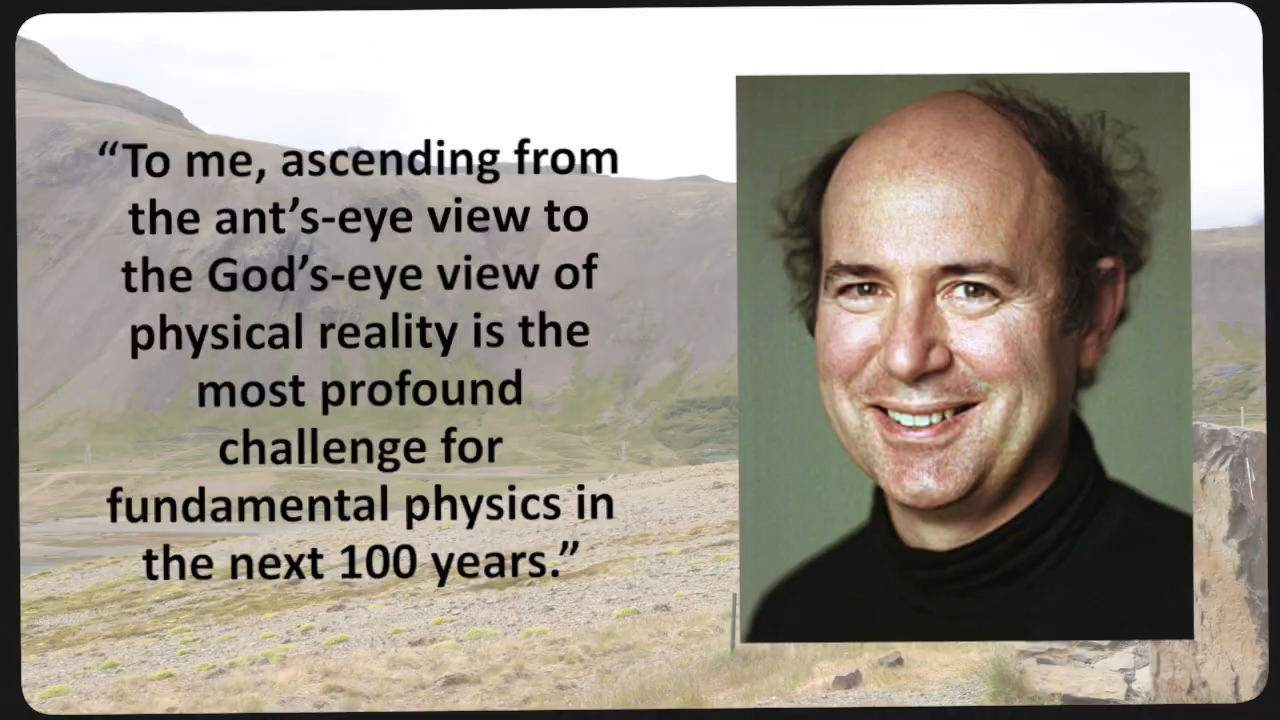 “To me, ascending from
the ant’s-eye view to
the God’s-eye view of
physical reality is the
most profound
challenge for
fundamental physics in
the next 100 years.”